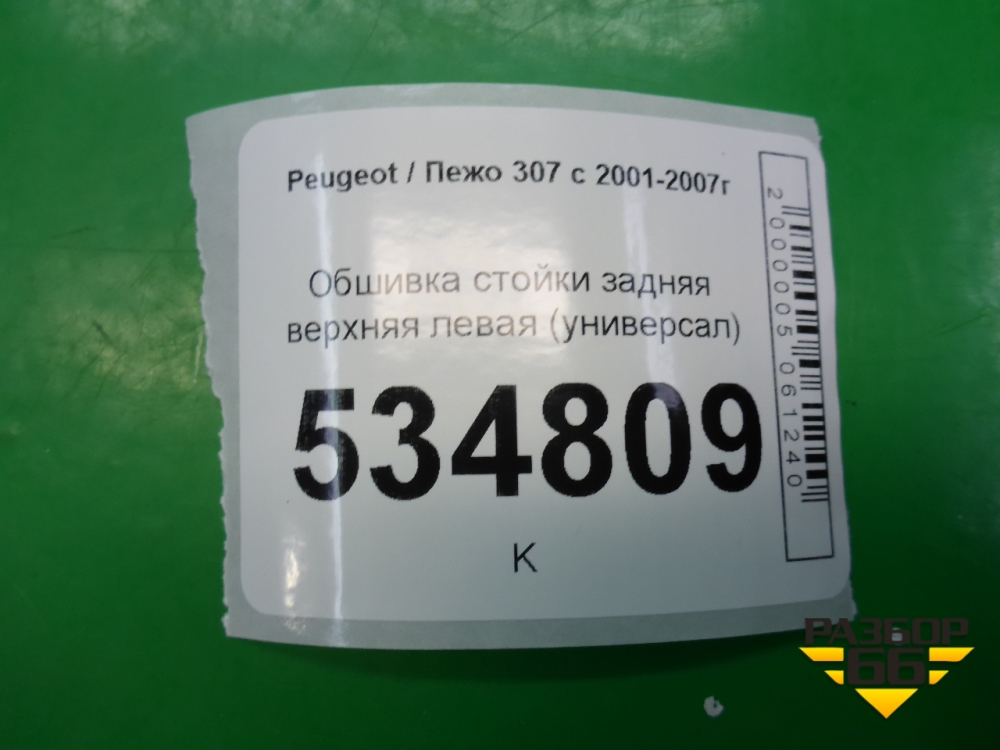 Peugeot / Пежо 307 с 2001-2007г
Обшивка стойки задняя
верхняя левая (универсал)
534809
К
2000005061240
РАЗБОР
66